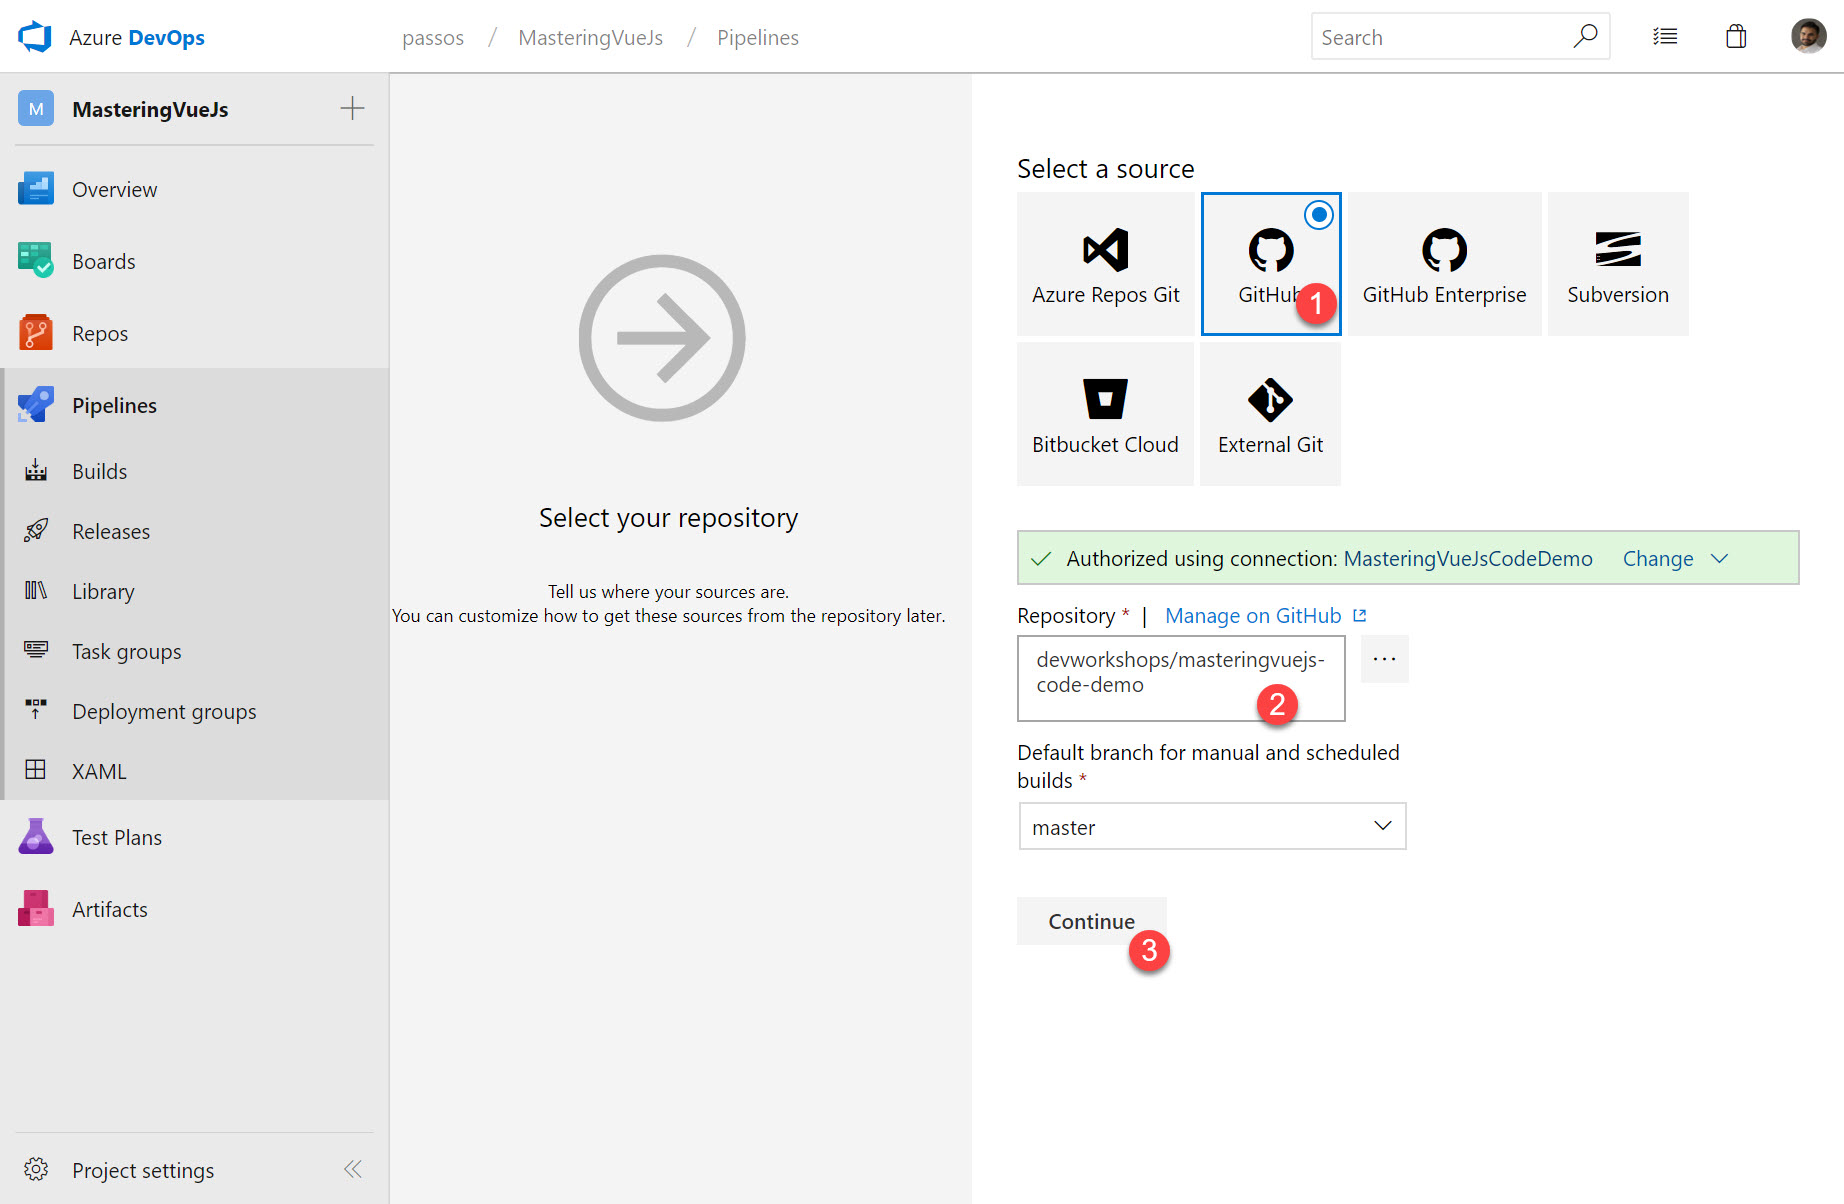 Azure DevOps
passos / MasteringVueJs / Pipelines
Search
M MasteringVueJs
Overview
Boards
Repos
Pipelines
Builds
Releases
Library
Task groups
Deployment groups
XAML
Test Plans
Artifacts
Project settings
Select your repository
Tell us where your sources are.
You can customize how to get these sources from the repository later.
Select a source
Azure Repos Git
GitHub
1
GitHub Enterprise
Subversion
Bitbucket Cloud
External Git
Authorized using connection: MasteringVueJsCodeDemo Change
Repository * | Manage on GitHub
devworkshops/masteringvuejs-
code-demo
...
2
Default branch for manual and scheduled
builds *
master
Continue
3